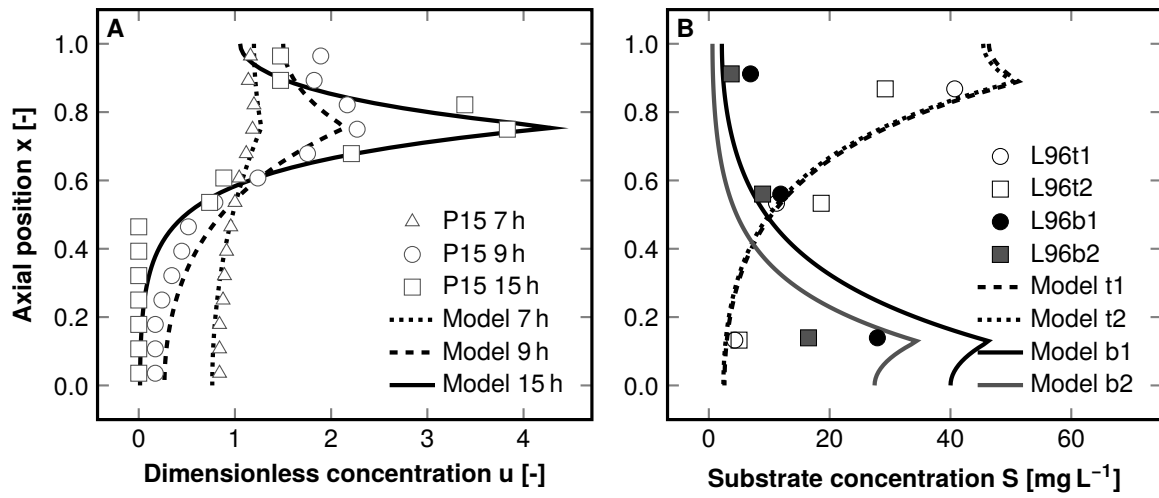 A
B
Axial position x [-]
1.0
0.8
0.6
0.4
0.2
0.0
P15 7 h
P15 9 h
P15 15 h
Model 7 h
Model 9 h
Model 15 h
0 1 2 3 4
Dimensionless concentration u [-]
1.0
0.8
0.6
0.4
0.2
0.0
L96t1
L96t2
L96b1
L96b2
Model t1
Model t2
Model b1
Model b2
0 20 40 60
Substrate concentration S [mg L⁻¹]